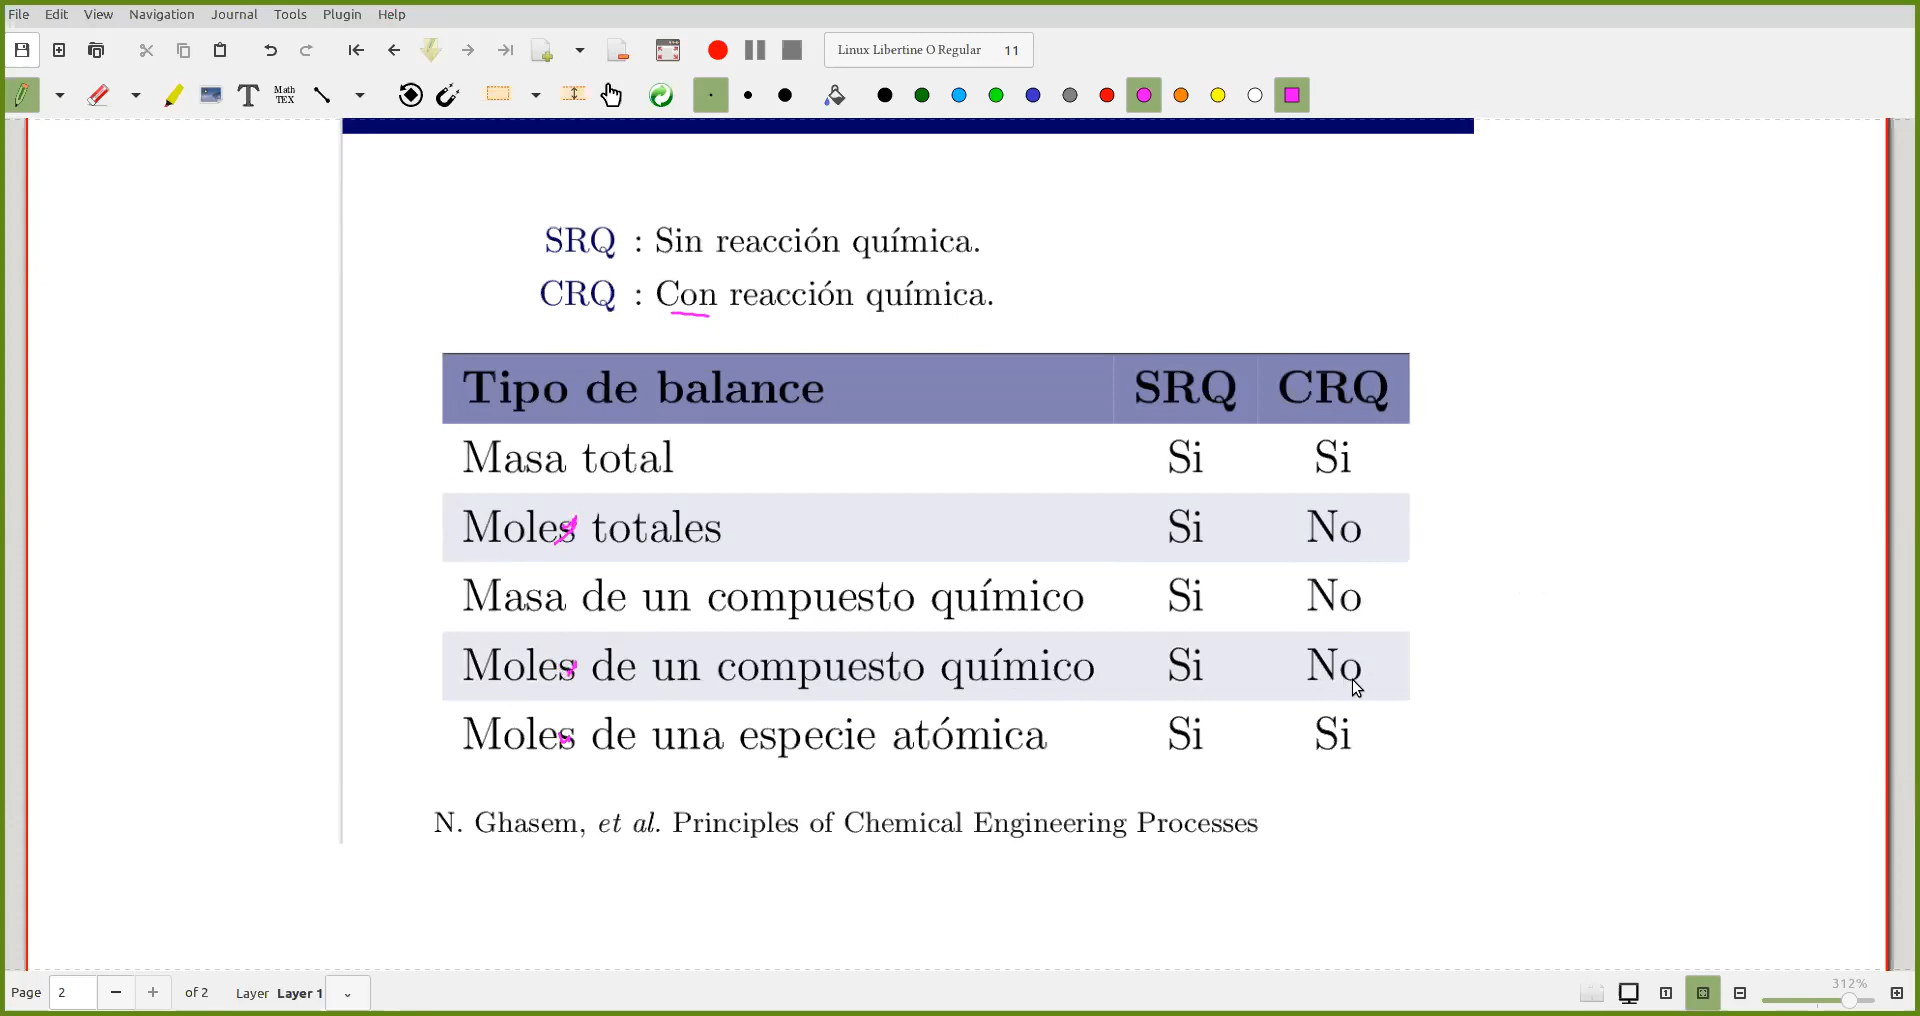 File Edit View Navigation Journal Tools Plugin Help
Linux Libertine O Regular 11
Math TEX
SRQ : Sin reacción química.
CRQ : Con reacción química.
Tipo de balance SRQ CRQ
Masa total Si Si
Moles totales Si No
Masa de un compuesto químico Si No
Moles de un compuesto químico Si No
Moles de una especie atómica Si Si
N. Ghasem, et al. Principles of Chemical Engineering Processes
Page 2 of 2 Layer Layer 1 312%